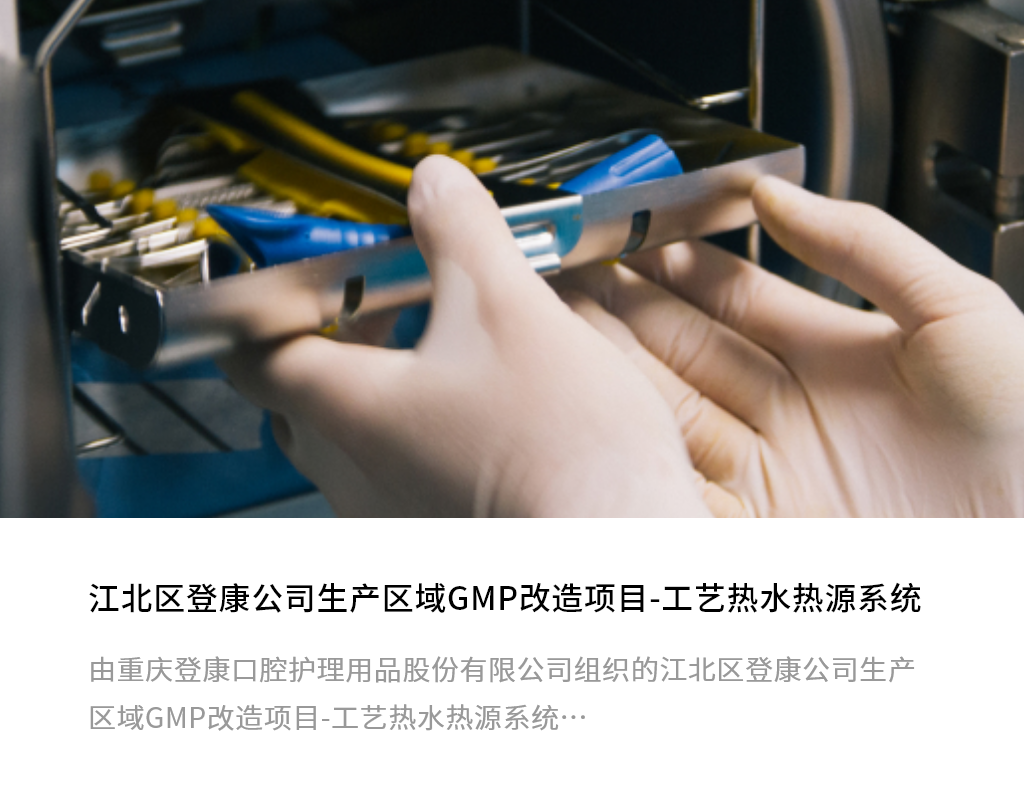 江北区登康公司生产区域GMP改造项目-工艺热水热源系统
由重庆登康口腔护理用品股份有限公司组织的江北区登康公司生产
区域GMP改造项目-工艺热水热源系统…